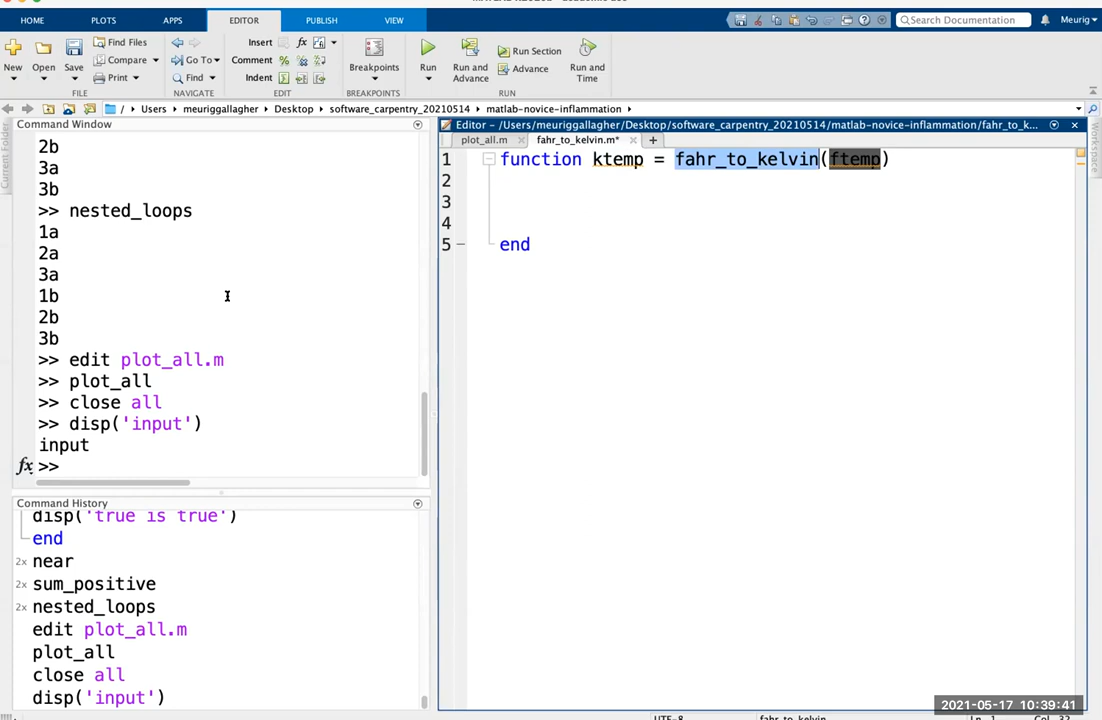 HOME PLOTS APPS EDITOR PUBLISH VIEW
Search Documentation
Meurig
New Open Save
Find Files
Compare
Print
FILE
Go To
Find
NAVIGATE
Insert fx
Comment %
Indent
EDIT
Breakpoints
BREAKPOINTS
Run
Run and Advance
Run Section
Advance
Run and Time
RUN
/ Users meuriggallagher Desktop software_carpentry_20210514 matlab-novice-inflammation
Current Folder
Command Window
2b
3a
3b
>> nested_loops
1a
2a
3a
1b
2b
3b
>> edit plot_all.m
>> plot_all
>> close all
>> disp('input')
input
fx >>
Command History
disp('true is true')
end
2x near
sum_positive
2x nested_loops
edit plot_all.m
plot_all
close all
disp('input')
Editor - /Users/meuriggallagher/Desktop/software_carpentry_20210514/matlab-novice-inflammation/fahr_to_k...
plot_all.m fahr_to_kelvin.m* +
1 function ktemp = fahr_to_kelvin(ftemp)
2
3
4
5 end
Workspace
2021-05-17 10:39:41